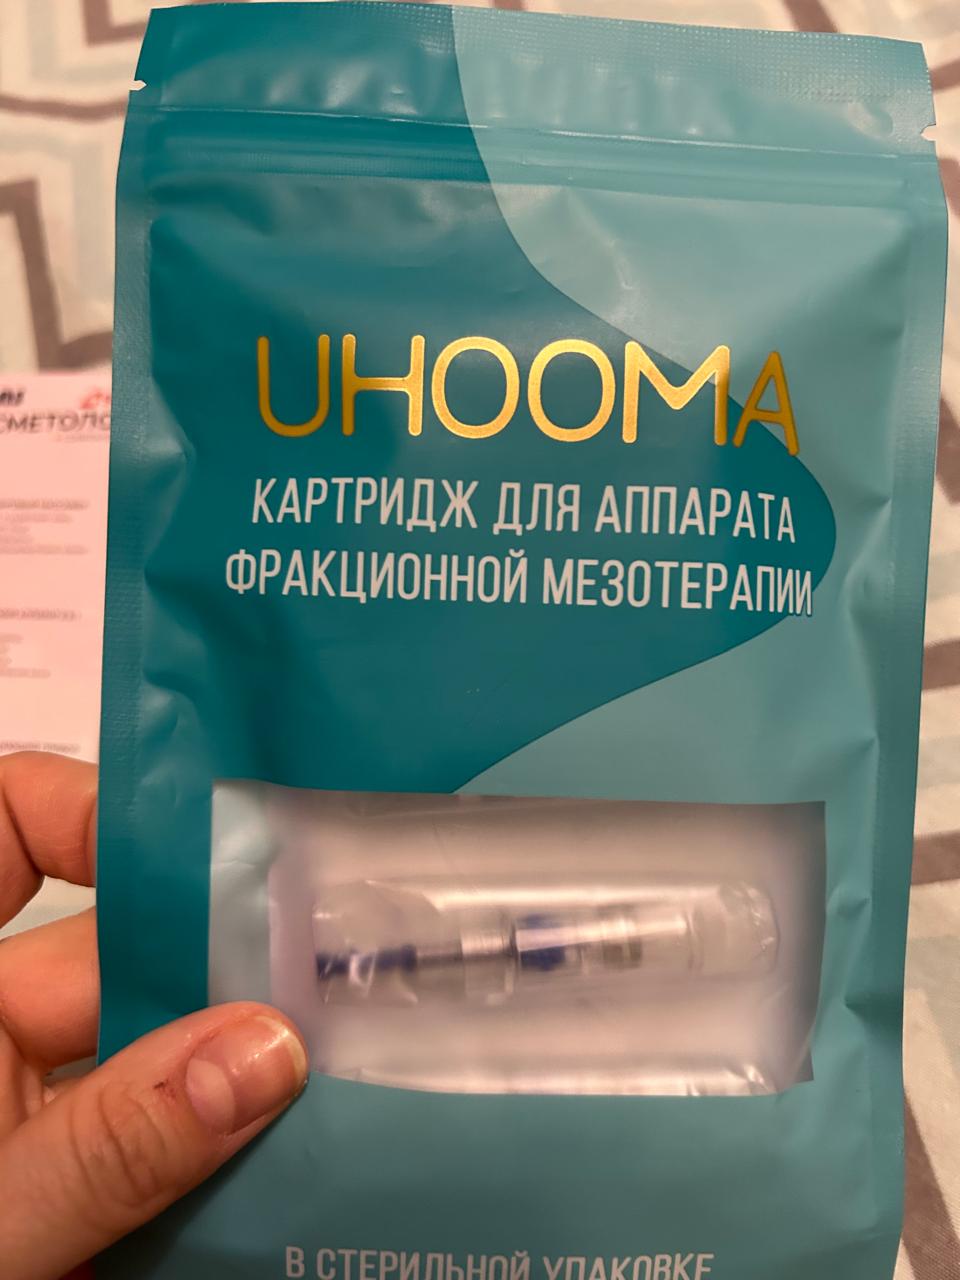 UHOOMA
КАРТРИДЖ ДЛЯ АППАРАТА
ФРАКЦИОННОЙ МЕЗОТЕРАПИИ
В СТЕРИЛЬНОЙ УПАКОВКЕ